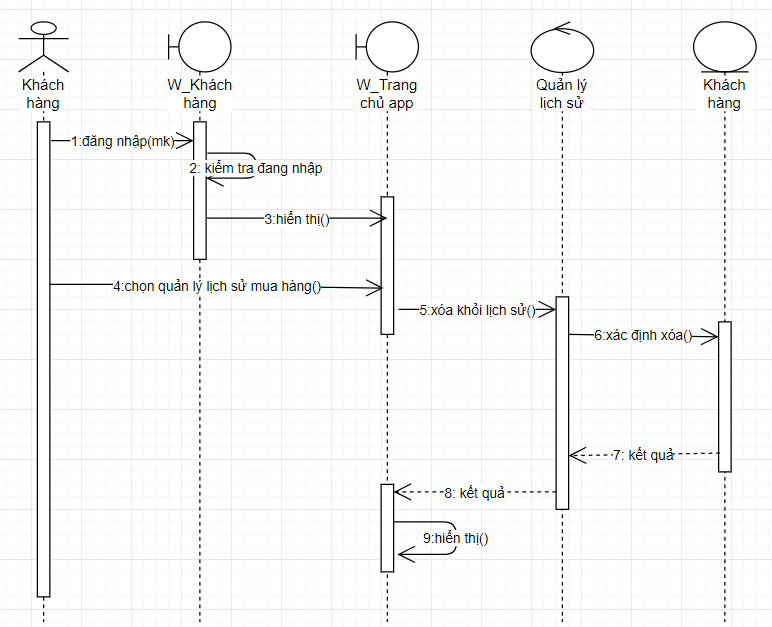 Khách
hàng
W_Khách
hàng
W_Trang
chủ app
Quản lý
lịch sử
Khách
hàng
1:đăng nhập(mk)
2: kiểm tra đang nhập
3:hiển thị()
4:chọn quản lý lịch sử mua hàng()
5:xóa khỏi lịch sử()
6:xác định xóa()
7: kết quả
8: kết quả
9:hiển thị()